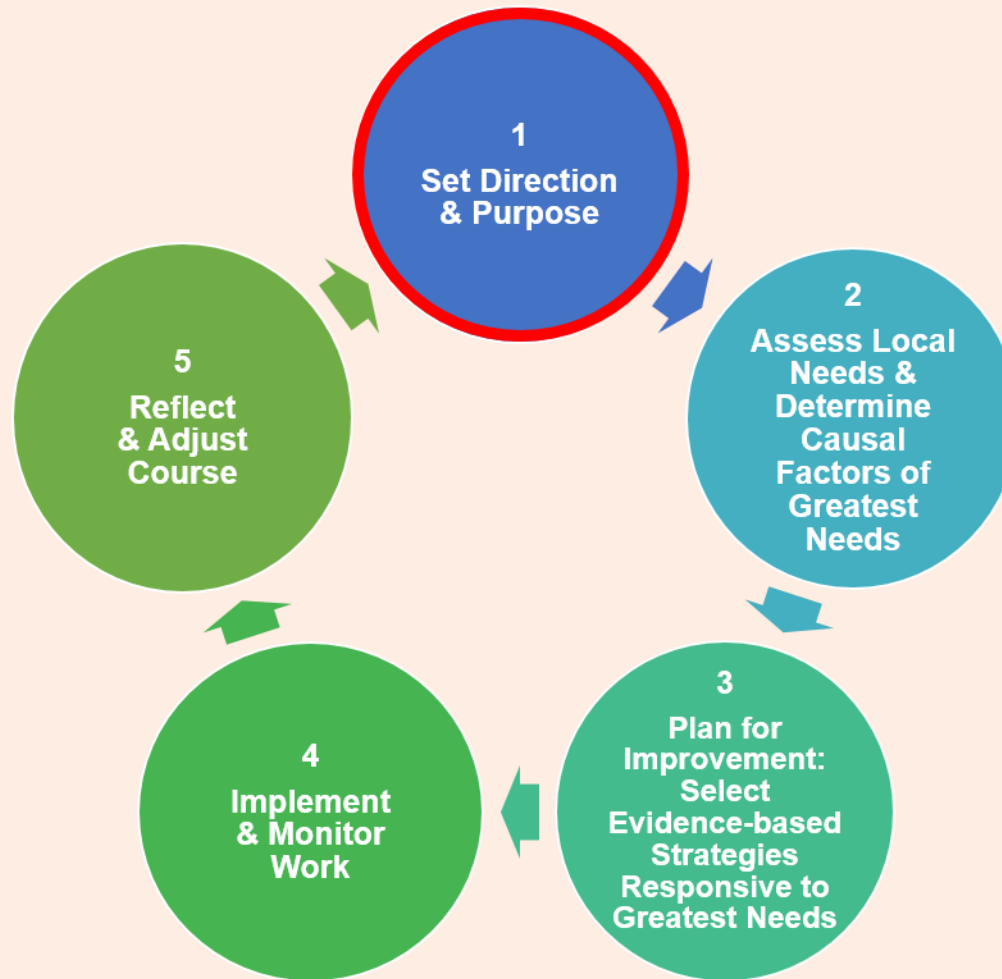 1
Set Direction
& Purpose
2
Assess Local
Needs &
Determine
Causal
Factors of
Greatest
Needs
3
Plan for
Improvement:
Select
Evidence-based
Strategies
Responsive to
Greatest Needs
4
Implement
& Monitor
Work
5
Reflect
& Adjust
Course